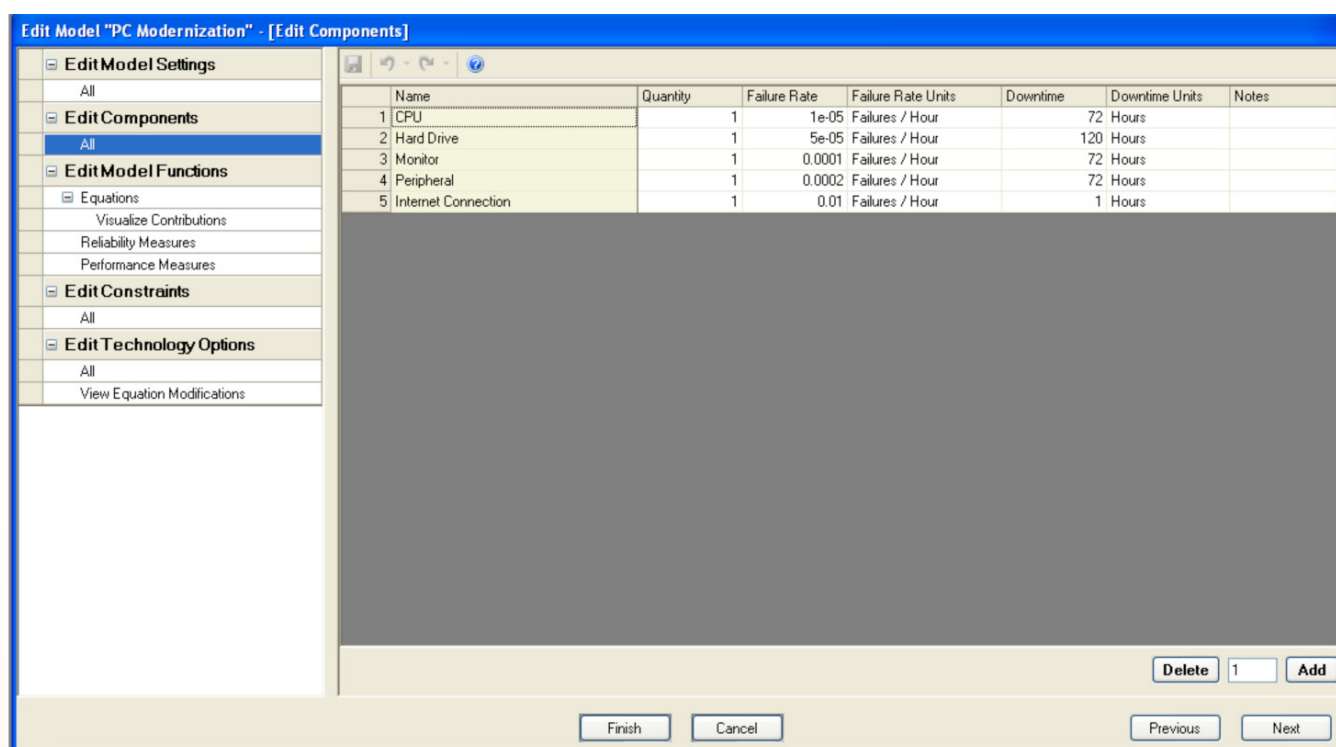 Edit Model "PC Modernization" - [Edit Components]
Edit Model Settings
All
Edit Components
All
Edit Model Functions
Equations
Visualize Contributions
Reliability Measures
Performance Measures
Edit Constraints
All
Edit Technology Options
All
View Equation Modifications
Name Quantity Failure Rate Failure Rate Units Downtime Downtime Units Notes
1 CPU 1 1e-05 Failures / Hour 72 Hours
2 Hard Drive 1 5e-05 Failures / Hour 120 Hours
3 Monitor 1 0.0001 Failures / Hour 72 Hours
4 Peripheral 1 0.0002 Failures / Hour 72 Hours
5 Internet Connection 1 0.01 Failures / Hour 1 Hours
Delete 1 Add
Finish Cancel Previous Next